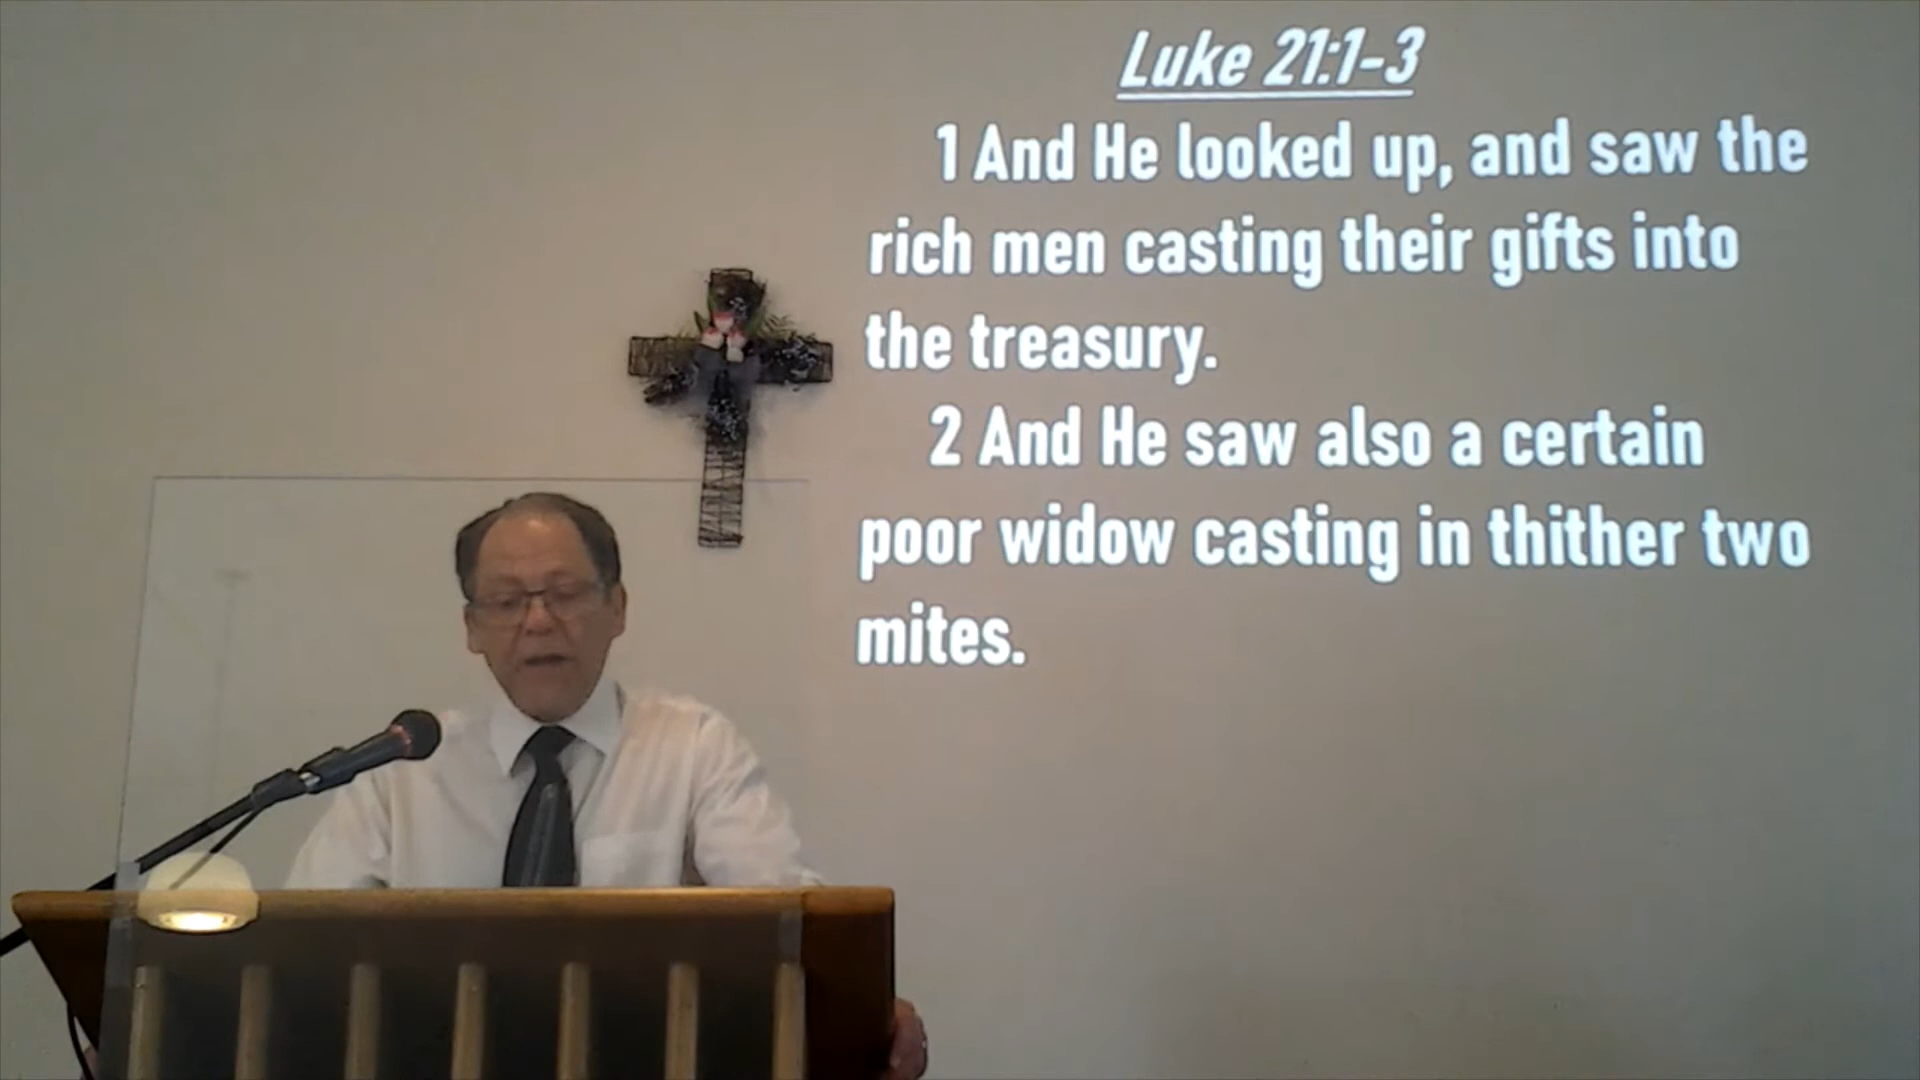 Luke 21:1-3
1 And He looked up, and saw the
rich men casting their gifts into
the treasury.
2 And He saw also a certain
poor widow casting in thither two
mites.